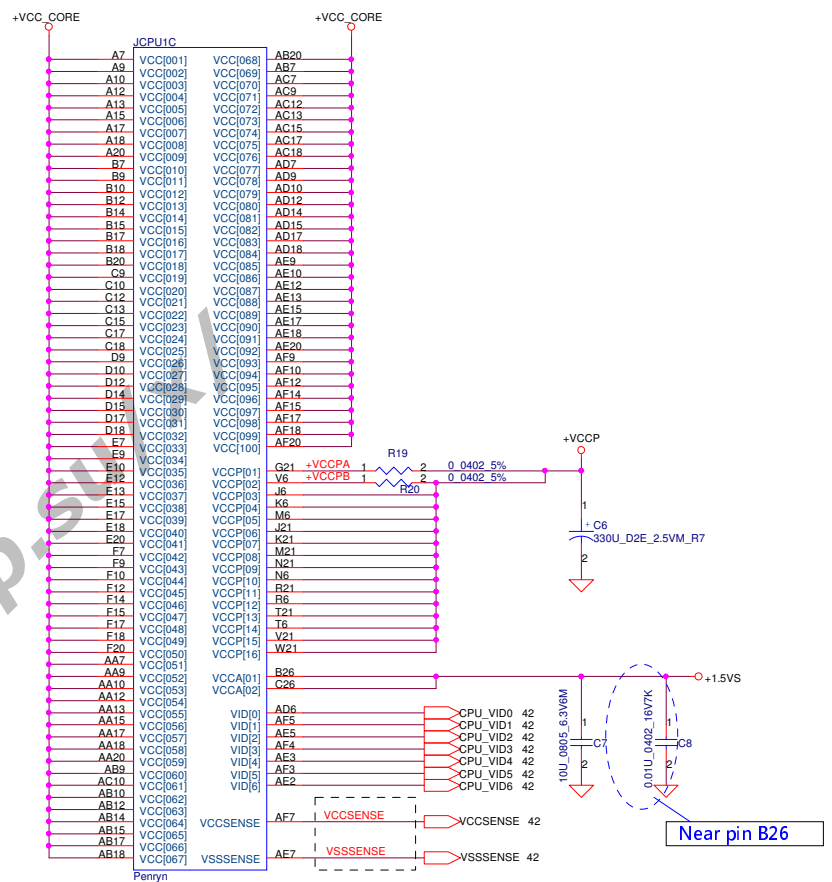 +VCC_CORE +VCC_CORE
JCPU1C
A7 VCC[001] VCC[068] AB20
A9 VCC[002] VCC[069] AB7
A10 VCC[003] VCC[070] AC7
A12 VCC[004] VCC[071] AC9
A13 VCC[005] VCC[072] AC12
A15 VCC[006] VCC[073] AC13
A17 VCC[007] VCC[074] AC15
A18 VCC[008] VCC[075] AC17
A20 VCC[009] VCC[076] AC18
B7 VCC[010] VCC[077] AD7
B9 VCC[011] VCC[078] AD9
B10 VCC[012] VCC[079] AD10
B12 VCC[013] VCC[080] AD12
B14 VCC[014] VCC[081] AD14
B15 VCC[015] VCC[082] AD15
B17 VCC[016] VCC[083] AD17
B18 VCC[017] VCC[084] AD18
B20 VCC[018] VCC[085] AE9
C9 VCC[019] VCC[086] AE10
C10 VCC[020] VCC[087] AE12
C12 VCC[021] VCC[088] AE13
C13 VCC[022] VCC[089] AE15
C15 VCC[023] VCC[090] AE17
C17 VCC[024] VCC[091] AE18
C18 VCC[025] VCC[092] AE20
D9 VCC[026] VCC[093] AF9
D10 VCC[027] VCC[094] AF10
D12 VCC[028] VCC[095] AF12
D14 VCC[029] VCC[096] AF14
D15 VCC[030] VCC[097] AF15
D17 VCC[031] VCC[098] AF17
D18 VCC[032] VCC[099] AF18
E7 VCC[033] VCC[100] AF20
E9 VCC[034]
E10 VCC[035] VCCP[01] G21 +VCCPA 1 R19 2 0_0402_5%
E12 VCC[036] VCCP[02] V6 +VCCPB 1 R20 2 0_0402_5%
E13 VCC[037] VCCP[03] J6
E15 VCC[038] VCCP[04] K6
E17 VCC[039] VCCP[05] M6
E18 VCC[040] VCCP[06] J21
E20 VCC[041] VCCP[07] K21
F7 VCC[042] VCCP[08] M21
F9 VCC[043] VCCP[09] N21
F10 VCC[044] VCCP[10] N6
F12 VCC[045] VCCP[11] R21
F14 VCC[046] VCCP[12] R6
F15 VCC[047] VCCP[13] T21
F17 VCC[048] VCCP[14] T6
F18 VCC[049] VCCP[15] V21
F20 VCC[050] VCCP[16] W21
AA7 VCC[051]
AA9 VCC[052] VCCA[01] B26
AA10 VCC[053] VCCA[02] C26
AA12 VCC[054]
AA13 VCC[055] VID[0] AD6 CPU_VID0 42
AA15 VCC[056] VID[1] AF5 CPU_VID1 42
AA17 VCC[057] VID[2] AE5 CPU_VID2 42
AA18 VCC[058] VID[3] AF4 CPU_VID3 42
AA20 VCC[059] VID[4] AE3 CPU_VID4 42
AB9 VCC[060] VID[5] AF3 CPU_VID5 42
AC10 VCC[061] VID[6] AE2 CPU_VID6 42
AB10 VCC[062]
AB12 VCC[063]
AB14 VCC[064] VCCSENSE AF7 VCCSENSE VCCSENSE 42
AB15 VCC[065]
AB17 VCC[066]
AB18 VCC[067] VSSSENSE AE7 VSSSENSE VSSSENSE 42
Penryn
+VCCP
1
+ C6
330U_D2E_2.5VM_R7
2
+1.5VS
10U_0805_6.3V6M
1
C7
2
0.01U_0402_16V7K
1
C8
2
Near pin B26
p.su/x/